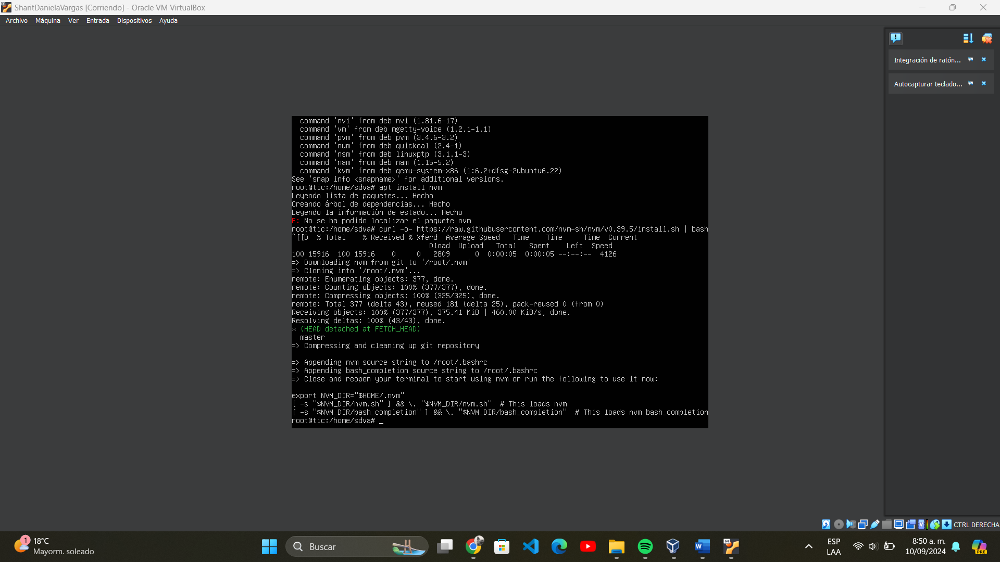 SharitDanielaVargas [Corriendo] - Oracle VM VirtualBox
Archivo Máquina Ver Entrada Dispositivos Ayuda
Integración de ratón...
Autocapturar teclado...
command 'nvi' from deb nvi (1.81.6-17)
command 'vm' from deb mgetty-voice (1.2.1-1.1)
command 'pvm' from deb pvm (3.4.6-3.2)
command 'num' from deb quickcal (2.4-1)
command 'nsm' from deb linuxptp (3.1.1-3)
command 'nam' from deb nam (1.15-5.2)
command 'kvm' from deb qemu-system-x86 (1:6.2+dfsg-2ubuntu6.22)
See 'snap info <snapname>' for additional versions.
root@tic:/home/sdva# apt install nvm
Leyendo lista de paquetes... Hecho
Creando árbol de dependencias... Hecho
Leyendo la información de estado... Hecho
E: No se ha podido localizar el paquete nvm
root@tic:/home/sdva# curl -o- https://raw.githubusercontent.com/nvm-sh/nvm/v0.39.5/install.sh | bash
^[[D  % Total    % Received % Xferd  Average Speed   Time    Time     Time  Current
Dload  Upload   Total   Spent    Left  Speed
100 15916  100 15916    0     0   2809      0  0:00:05  0:00:05 --:--:--  4126
=> Downloading nvm from git to '/root/.nvm'
=> Cloning into '/root/.nvm'...
remote: Enumerating objects: 377, done.
remote: Counting objects: 100% (377/377), done.
remote: Compressing objects: 100% (325/325), done.
remote: Total 377 (delta 43), reused 181 (delta 25), pack-reused 0 (from 0)
Receiving objects: 100% (377/377), 375.41 KiB | 460.00 KiB/s, done.
Resolving deltas: 100% (43/43), done.
* (HEAD detached at FETCH_HEAD)
master
=> Compressing and cleaning up git repository
=> Appending nvm source string to /root/.bashrc
=> Appending bash_completion source string to /root/.bashrc
=> Close and reopen your terminal to start using nvm or run the following to use it now:
export NVM_DIR="$HOME/.nvm"
[ -s "$NVM_DIR/nvm.sh" ] && \. "$NVM_DIR/nvm.sh"  # This loads nvm
[ -s "$NVM_DIR/bash_completion" ] && \. "$NVM_DIR/bash_completion"  # This loads nvm bash_completion
root@tic:/home/sdva# _
CTRL DERECHA
1
18°C
Mayorm. soleado
Buscar
ESP
LAA
8:50 a. m.
10/09/2024
PRE